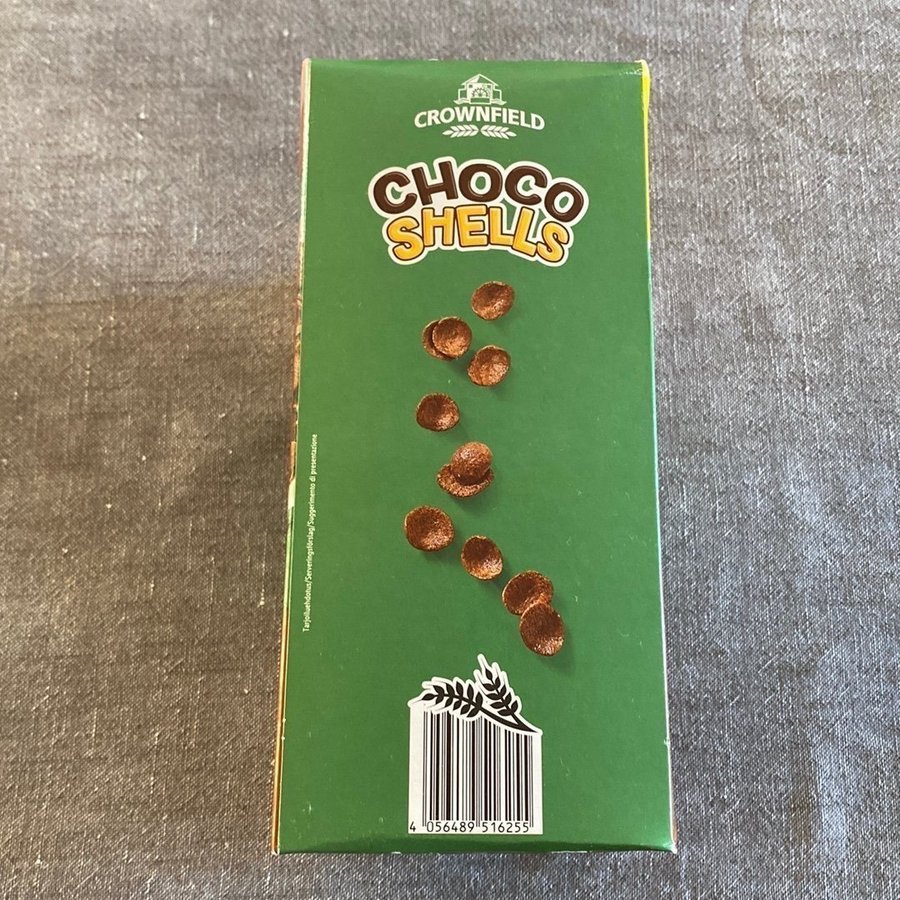 CROWNFIELD
CHOCO
SHELLS
Tarjoiluehdotus/Serveringsförslag/Suggerimento di presentazione
4 056489 516255